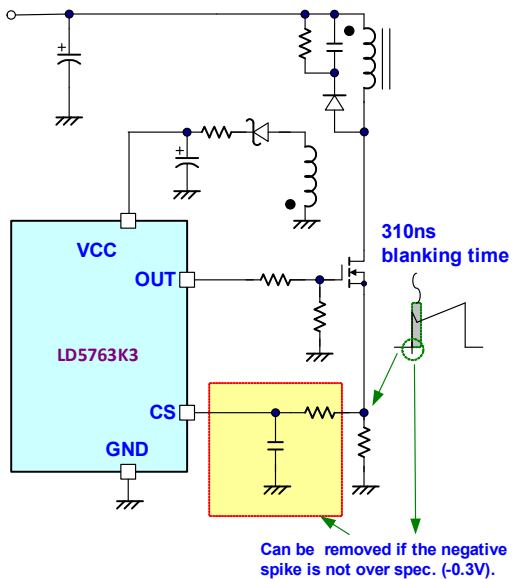 +
+
VCC
310ns
blanking time
OUT
LD5763K3
CS
GND
Can be removed if the negative
spike is not over spec. (-0.3V).